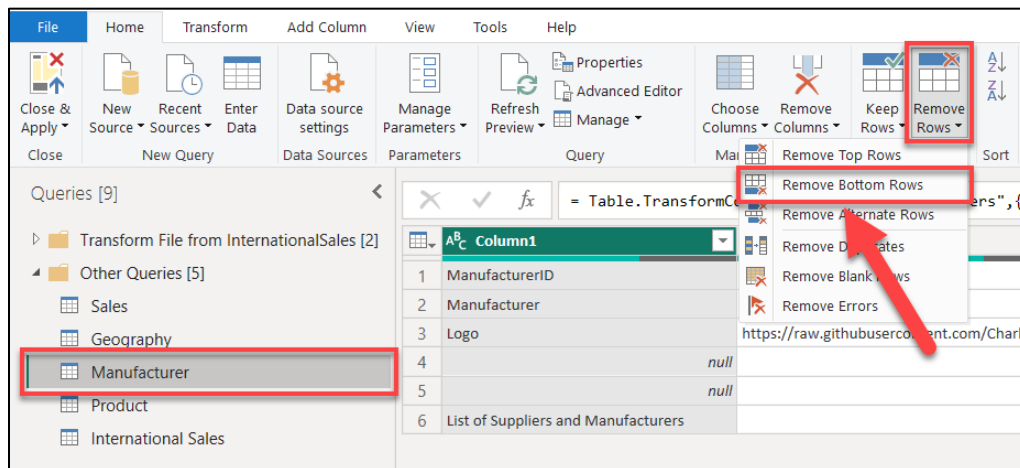 File Home Transform Add Column View Tools Help
Close & Apply
New Source
Recent Sources
Enter Data
Data source settings
Manage Parameters
Refresh Preview
Properties
Advanced Editor
Manage
Choose Columns
Remove Columns
Keep Rows
Remove Rows
Close New Query Data Sources Parameters Query Sort
Remove Top Rows
Remove Bottom Rows
Remove Alternate Rows
Remove Duplicates
Remove Blank Rows
Remove Errors
Queries [9]
fx = Table.TransformCo ers",{
Transform File from InternationalSales [2]
Other Queries [5]
Sales
Geography
Manufacturer
Product
International Sales
ABC Column1
1 ManufacturerID
2 Manufacturer
3 Logo https://raw.githubusercontent.com/Charl
4 null
5 null
6 List of Suppliers and Manufacturers